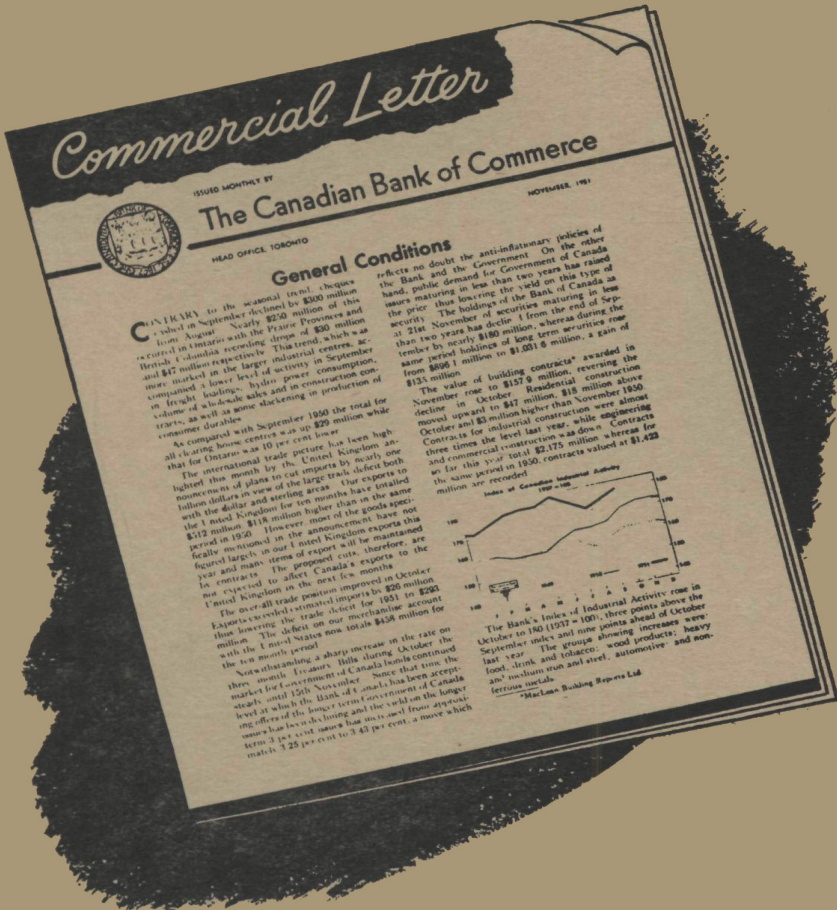 Commercial Letter
ISSUED MONTHLY BY
The Canadian Bank of Commerce
HEAD OFFICE, TORONTO
NOVEMBER, 1951
General Conditions
CONTRARY to the seasonal trend, cheques
cashed in September declined by $300 million
from August. Nearly $250 million of this
occurred in Ontario with the Prairie Provinces and
British Columbia recording drops of $30 million
and $47 million respectively. This trend, which was
more marked in the larger industrial centres, ac-
companied a lower level of activity in September
in freight loadings, hydro power consumption,
volume of wholesale sales and in construction con-
tracts, as well as some slackening in production of
consumer durables.
As compared with September 1950 the total for
all clearing house centres was up $29 million while
that for Ontario was 10 per cent lower.
The international trade picture has been high-
lighted this month by the United Kingdom an-
nouncement of plans to cut imports by nearly one
billion dollars in view of the large trade deficit both
with the dollar and sterling areas. Our exports to
the United Kingdom for ten months have totalled
$512 million, $118 million higher than in the same
period in 1950. However, most of the goods speci-
fically mentioned in the announcement have not
figured largely in our United Kingdom exports this
year and many items of export will be maintained
by contracts. The proposed cuts, therefore, are
not expected to affect Canada's exports to the
United Kingdom in the next few months.
The over-all trade position improved in October.
Exports exceeded estimated imports by $26 million
thus lowering the trade deficit for 1951 to $293
million. The deficit on our merchandise account
with the United States now totals $458 million for
the ten month period.
Notwithstanding a sharp increase in the rate on
three month Treasury Bills during October the
market for Government of Canada bonds continued
steady until 15th November. Since that time the
level at which the Bank of Canada has been accept-
ing offers of the longer term Government of Canada
issues has been declining and the yield on the longer
term 3 per cent issues has increased from approxi-
mately 3.25 per cent to 3.43 per cent, a move which
reflects no doubt the anti-inflationary policies of
the Bank and the Government. On the other
hand, public demand for Government of Canada
issues maturing in less than two years has raised
the price thus lowering the yield on this type of
security. The holdings of the Bank of Canada as
at 21st November of securities maturing in less
than two years has decline from the end of Sep-
tember by nearly $180 million, whereas during the
same period holdings of long term securities rose
from $896.1 million to $1,031.6 million, a gain of
$135 million.
The value of building contracts* awarded in
November rose to $157.9 million, reversing the
decline in October. Residential construction
moved upward to $47 million, $18 million above
October and $3 million higher than November 1950.
Contracts for industrial construction were almost
three times the level last year, while engineering
and commercial construction was down. Contracts
so far this year total $2,175 million whereas for
the same period in 1950, contracts valued at $1,423
million are recorded.
Index of Canadian Industrial Activity
1937 = 100
The Bank's Index of Industrial Activity rose in
October to 180 (1937 = 100), three points above the
September index and nine points ahead of October
last year. The groups showing increases were:
food, drink and tobacco; wood products; heavy
and medium iron and steel, automotive and non-
ferrous metals.
*MacLean Building Reports Ltd.